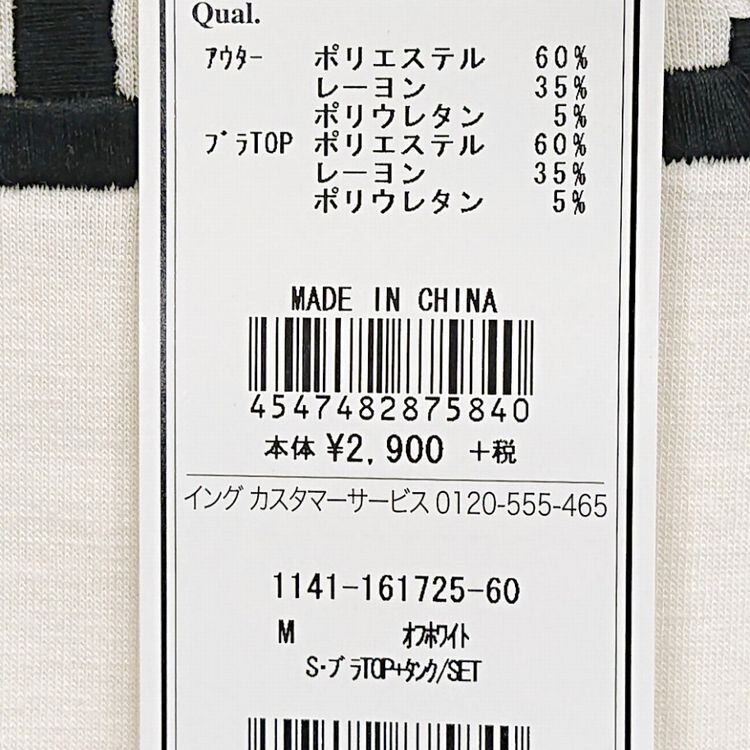 Qual.
ｱｳﾀｰ ポリエステル 60%
レーヨン 35%
ポリウレタン 5%
ﾌﾞﾗTOP ポリエステル 60%
レーヨン 35%
ポリウレタン 5%
MADE IN CHINA
4547482875840
本体 ¥2,900 +税
イング カスタマーサービス 0120-555-465
1141-161725-60
M ｵﾌﾎﾜｲﾄ
S・ﾌﾞﾗTOP+ﾀﾝｸ/SET